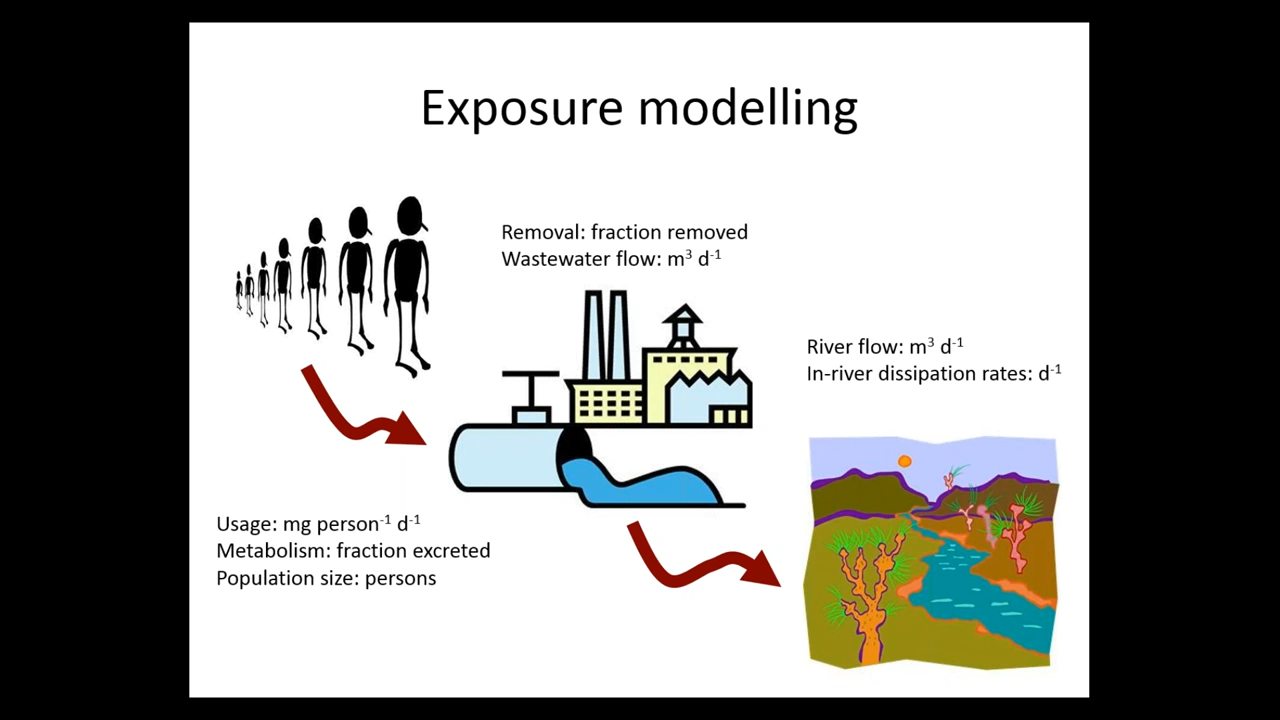 Exposure modelling
Removal: fraction removed
Wastewater flow: m³ d⁻¹
River flow: m³ d⁻¹
In-river dissipation rates: d⁻¹
Usage: mg person⁻¹ d⁻¹
Metabolism: fraction excreted
Population size: persons